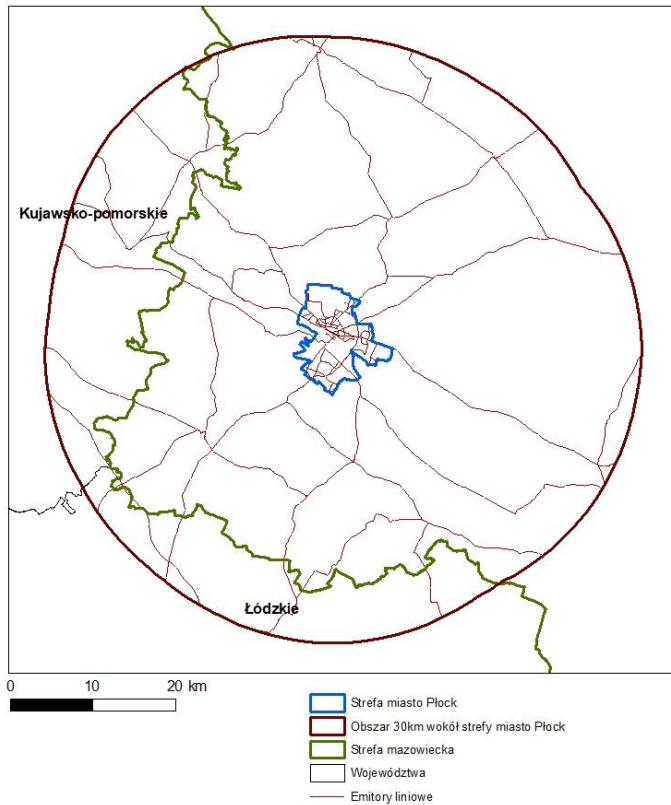 Kujawsko-pomorskie
Łódzkie
0 10 20 km
Strefa miasto Płock
Obszar 30km wokół strefy miasto Płock
Strefa mazowiecka
Województwa
Emitory liniowe